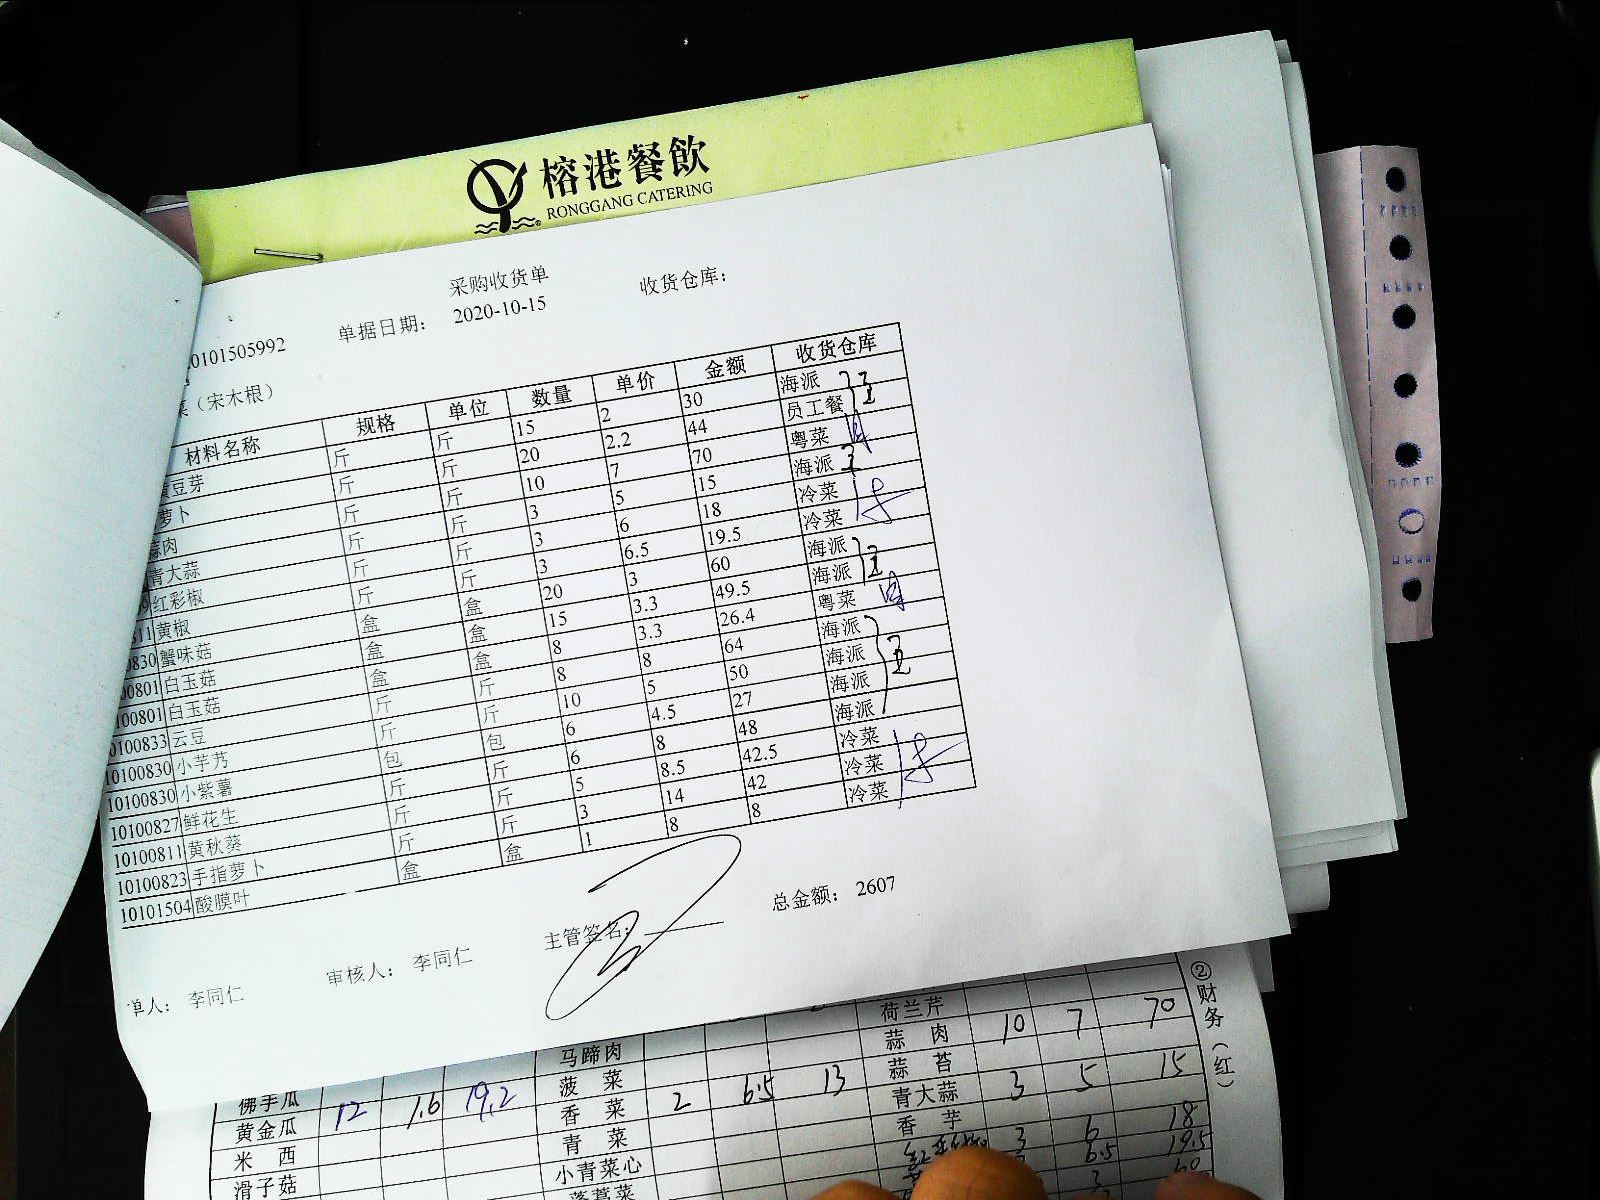 榕港餐飲
RONGGANG CATERING
采购收货单
0101505992 单据日期： 2020-10-15 收货仓库：
菜（宋木根）
材料名称 规格 单位 数量 单价 金额 收货仓库
豆芽 斤 斤 15 2 30 海派
萝卜 斤 斤 20 2.2 44 员工餐
蒜肉 斤 斤 10 7 70 粤菜
青大蒜 斤 斤 3 5 15 海派
9 红彩椒 斤 斤 3 6 18 冷菜
811 黄椒 斤 斤 3 6.5 19.5 冷菜
0830 蟹味菇 盒 盒 20 3 60 海派
00801 白玉菇 盒 盒 15 3.3 49.5 海派
100801 白玉菇 盒 盒 8 3.3 26.4 粤菜
0100833 云豆 斤 斤 8 8 64 海派
10100830 小芋艿 斤 斤 10 5 50 海派
10100830 小紫薯 包 包 6 4.5 27 海派
10100827 鲜花生 斤 斤 6 8 48 海派
10100811 黄秋葵 斤 斤 5 8.5 42.5 冷菜
10100823 手指萝卜 斤 斤 3 14 42 冷菜
10101504 酸膜叶 盒 盒 1 8 8 冷菜
单人： 李同仁 审核人： 李同仁 主管签名： 总金额： 2607
②财务（红）
荷兰芹
马蹄肉 蒜肉 10 7 70
佛手瓜 菠菜 蒜苔
黄金瓜 12 1.6 19.2 香菜 2 6.5 13 青大蒜 3 5 15
米西 青菜 香芋
滑子菇 小青菜心 3 6 18
蓬蒿菜 6.5 19.5
3 60